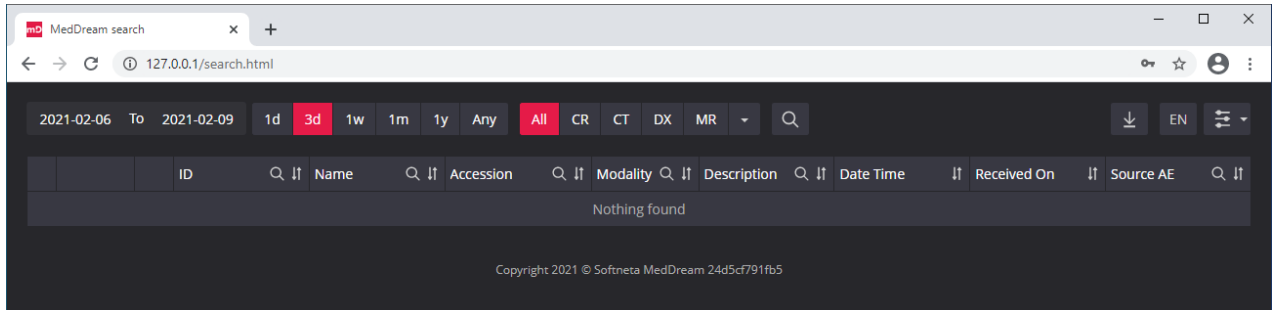 mD MedDream search
127.0.0.1/search.html
2021-02-06 To 2021-02-09 1d 3d 1w 1m 1y Any All CR CT DX MR EN
ID Name Accession Modality Description Date Time Received On Source AE
Nothing found
Copyright 2021 © Softneta MedDream 24d5cf791fb5